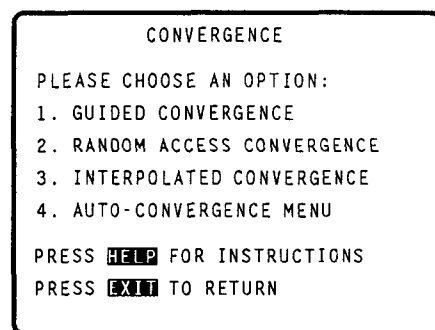 CONVERGENCE
PLEASE CHOOSE AN OPTION:
1. GUIDED CONVERGENCE
2. RANDOM ACCESS CONVERGENCE
3. INTERPOLATED CONVERGENCE
4. AUTO-CONVERGENCE MENU
PRESS HELP FOR INSTRUCTIONS
PRESS EXIT TO RETURN